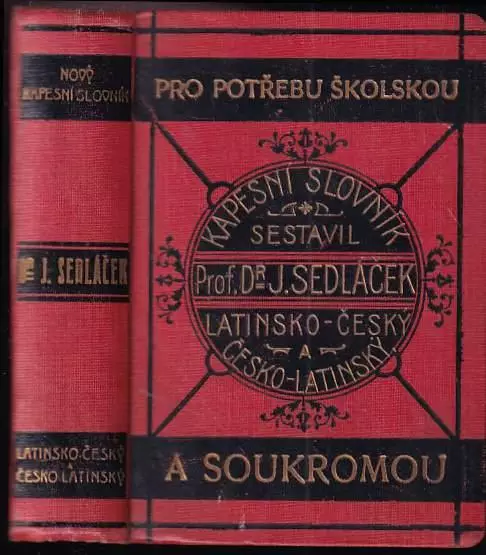 NOVÝ
KAPESNÍ SLOVNÍK
DR J. SEDLÁČEK
LATINSKO-ČESKÝ
A
ČESKO LATINSKÝ
PRO POTŘEBU ŠKOLSKOU
KAPESNÍ SLOVNÍK
SESTAVIL
Prof. DR J. SEDLÁČEK
LATINSKO-ČESKÝ
A
ČESKO-LATINSKÝ
A SOUKROMOU